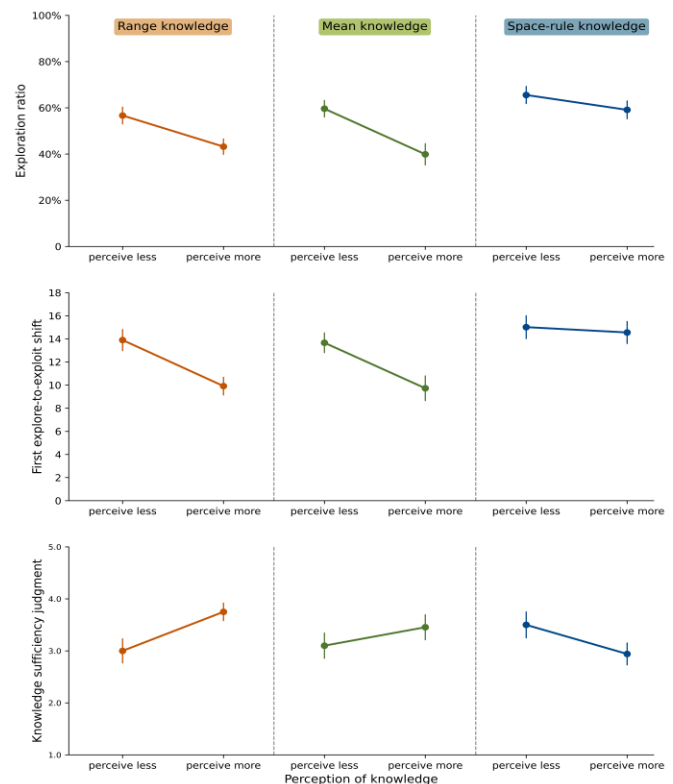 Range knowledge
Mean knowledge
Space-rule knowledge
Exploration ratio
100%
80%
60%
40%
20%
0
perceive less
perceive more
perceive less
perceive more
perceive less
perceive more
First explore-to-exploit shift
18
16
14
12
10
8
6
4
2
0
perceive less
perceive more
perceive less
perceive more
perceive less
perceive more
Knowledge sufficiency judgment
5.0
4.0
3.0
2.0
1.0
perceive less
perceive more
perceive less
perceive more
perceive less
perceive more
Perception of knowledge